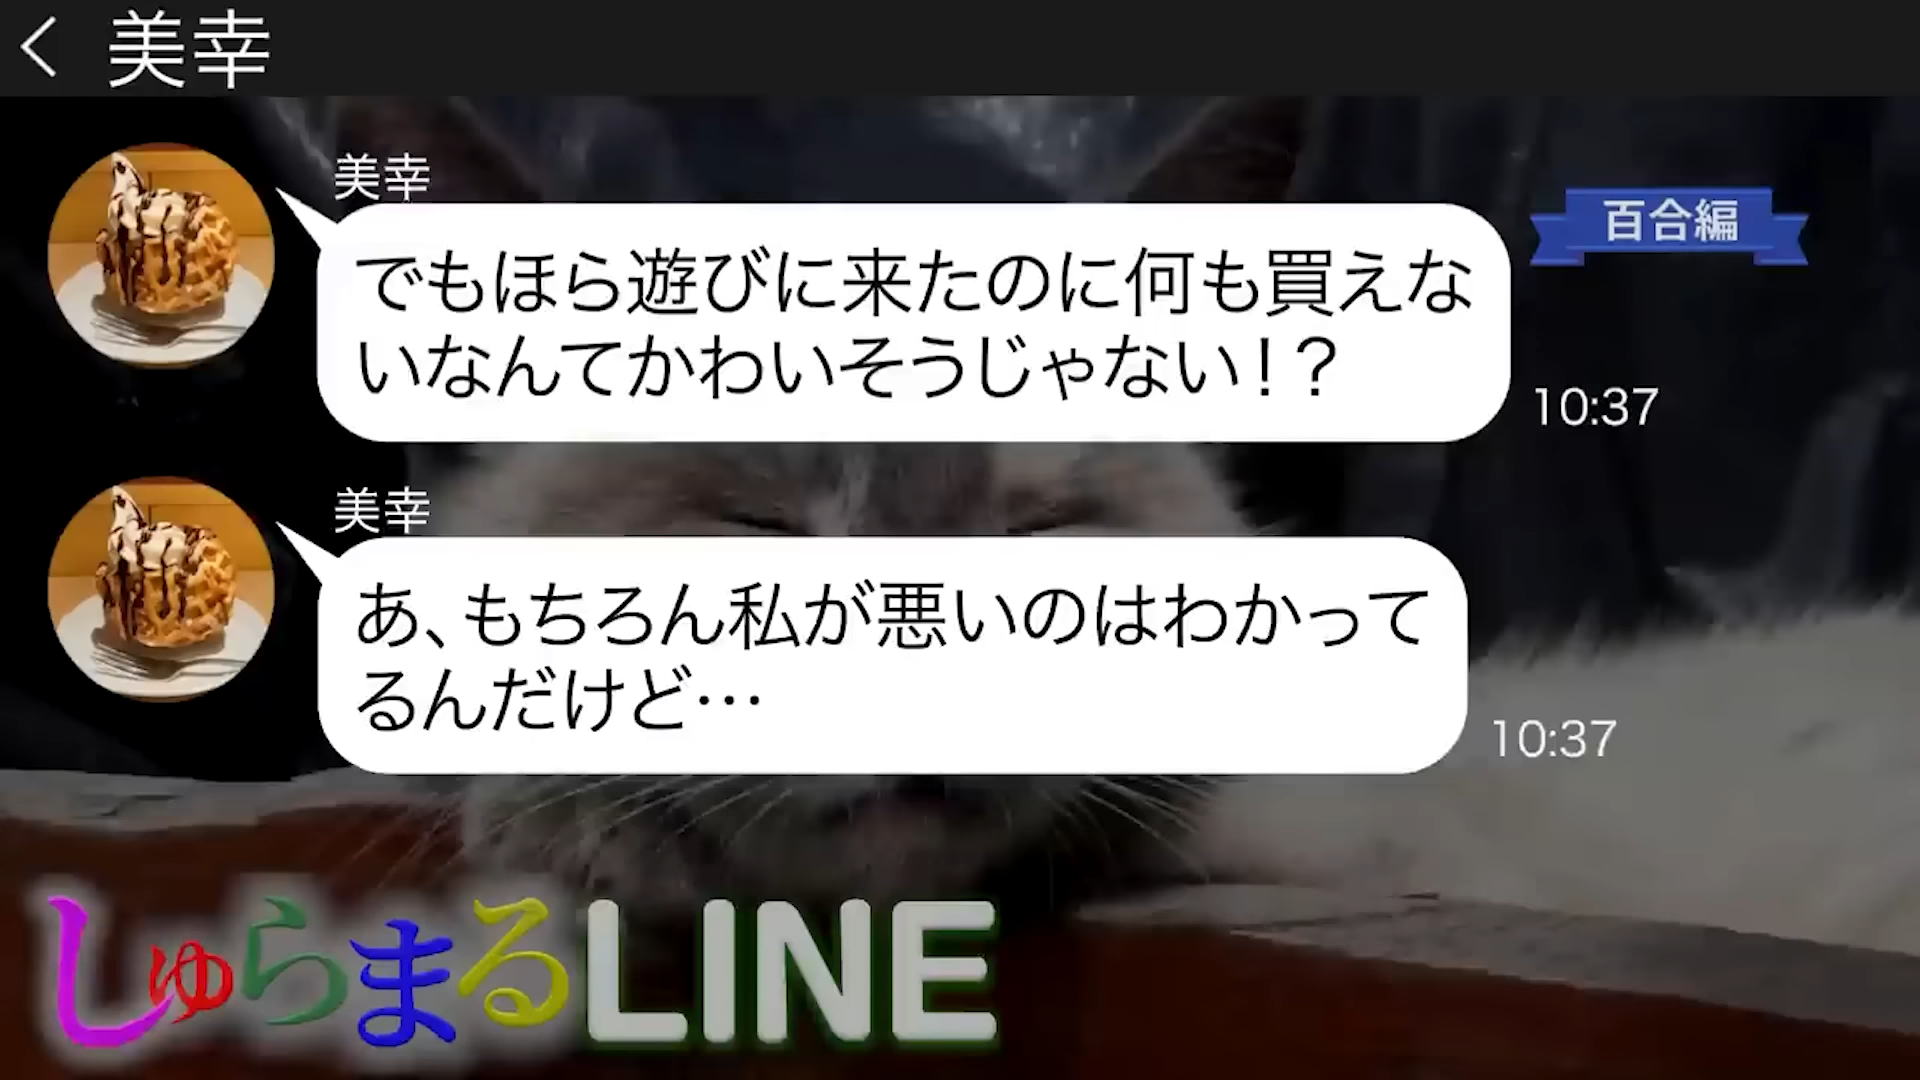 美幸
美幸
百合編
でもほら遊びに来たのに何も買えな
いなんてかわいそうじゃない！？
10:37
美幸
あ、もちろん私が悪いのはわかって
るんだけど…
10:37
しゅらまるLINE